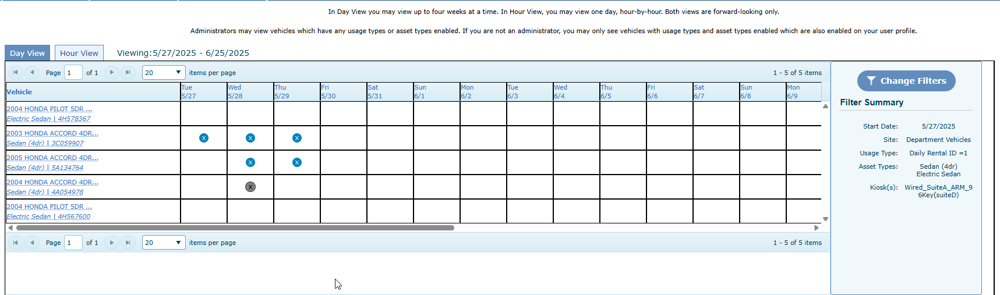 In Day View you may view up to four weeks at a time. In Hour View, you may view one day, hour-by-hour. Both views are forward-looking only.
Administrators may view vehicles which have any usage types or asset types enabled. If you are not an administrator, you may only see vehicles with usage types and asset types enabled which are also enabled on your user profile.
Day View Hour View Viewing:5/27/2025 - 6/25/2025
Page 1 of 1 20 items per page 1 - 5 of 5 items
Vehicle
Tue 5/27
Wed 5/28
Thu 5/29
Fri 5/30
Sat 5/31
Sun 6/1
Mon 6/2
Tue 6/3
Wed 6/4
Thu 6/5
Fri 6/6
Sat 6/7
Sun 6/8
Mon 6/9
2004 HONDA PILOT 5DR ...
Electric Sedan | 4H578367
2003 HONDA ACCORD 4DR...
Sedan (4dr) | 3C059907
X X X
2005 HONDA ACCORD 4DR...
Sedan (4dr) | 5A134764
X X
2004 HONDA ACCORD 4DR...
Sedan (4dr) | 4A054978
X
2004 HONDA PILOT 5DR ...
Electric Sedan | 4H567600
Page 1 of 1 20 items per page 1 - 5 of 5 items
Change Filters
Filter Summary
Start Date: 5/27/2025
Site: Department Vehicles
Usage Type: Daily Rental ID =1
Asset Types: Sedan (4dr)
Electric Sedan
Kiosk(s): Wired_SuiteA_ARM_9
6Key(suiteD)